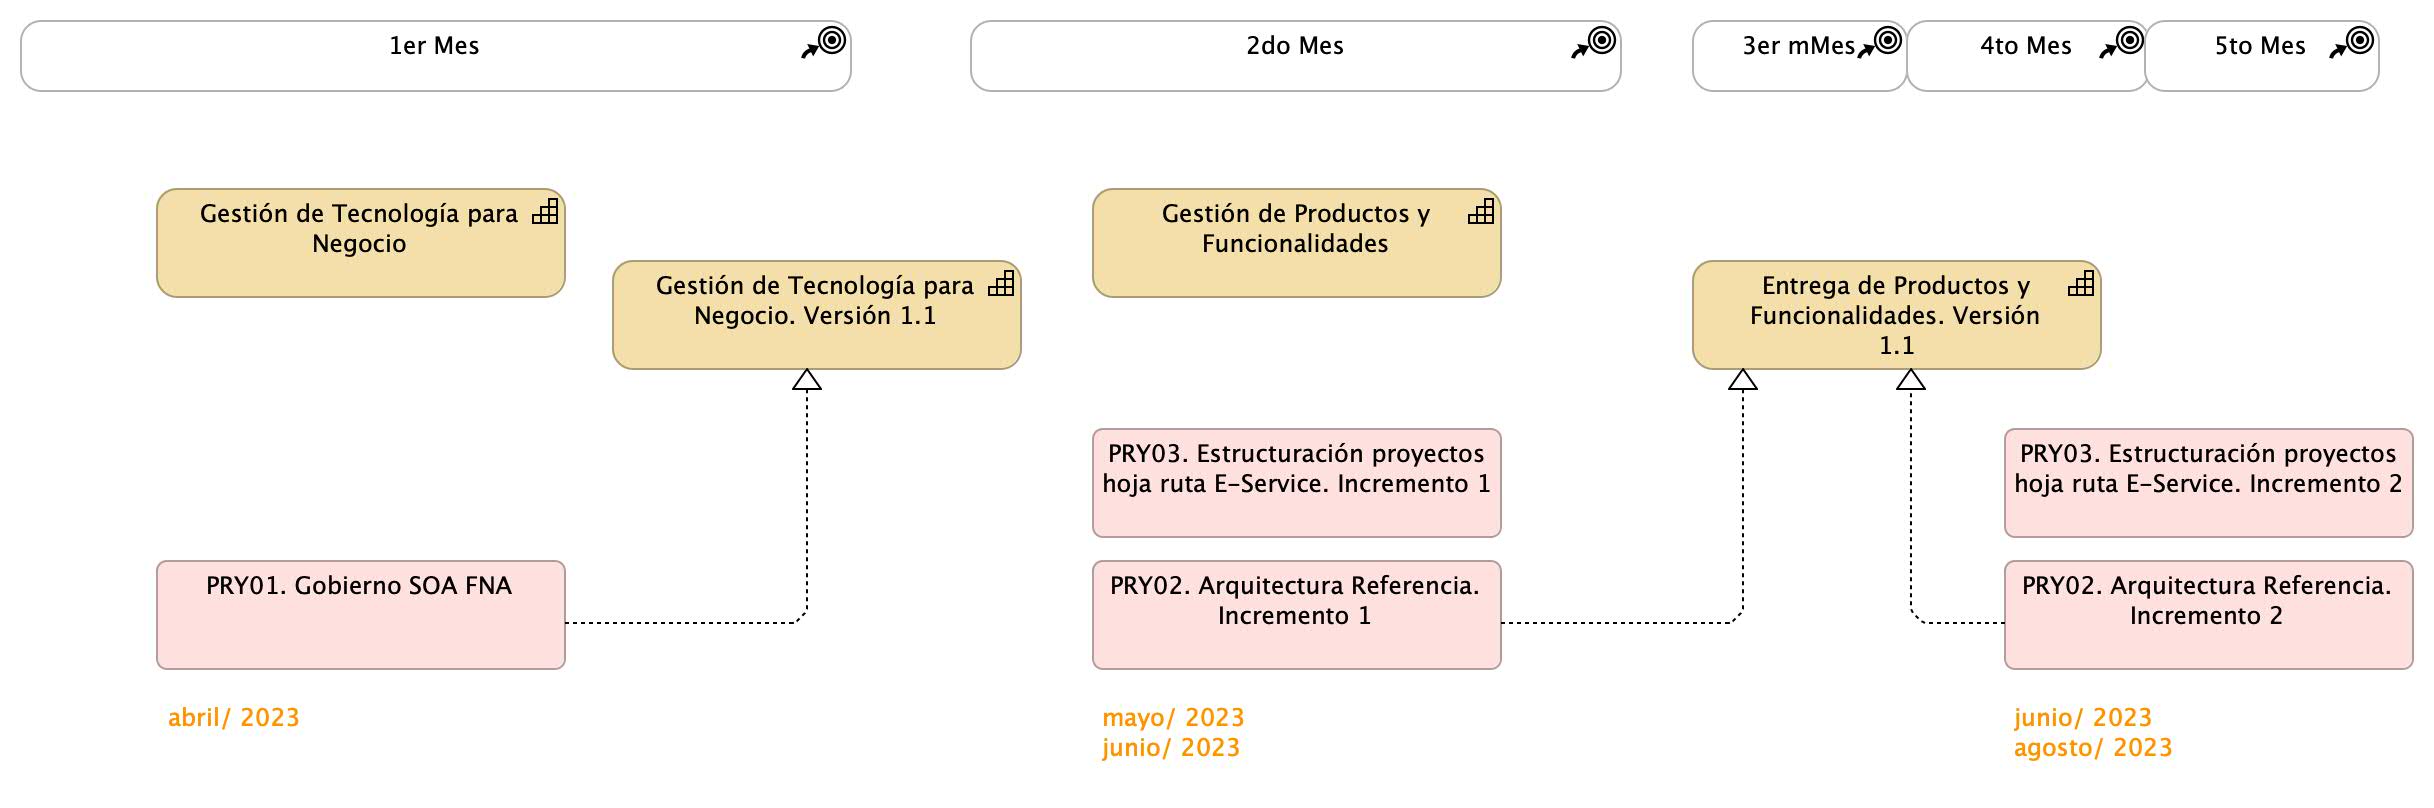 1er Mes
2do Mes
3er mMes
4to Mes
5to Mes
Gestión de Tecnología para
Negocio
Gestión de Tecnología para
Negocio. Versión 1.1
Gestión de Productos y
Funcionalidades
Entrega de Productos y
Funcionalidades. Versión
1.1
PRY03. Estructuración proyectos
hoja ruta E-Service. Incremento 1
PRY03. Estructuración proyectos
hoja ruta E-Service. Incremento 2
PRY01. Gobierno SOA FNA
PRY02. Arquitectura Referencia.
Incremento 1
PRY02. Arquitectura Referencia.
Incremento 2
abril/ 2023
mayo/ 2023
junio/ 2023
junio/ 2023
agosto/ 2023